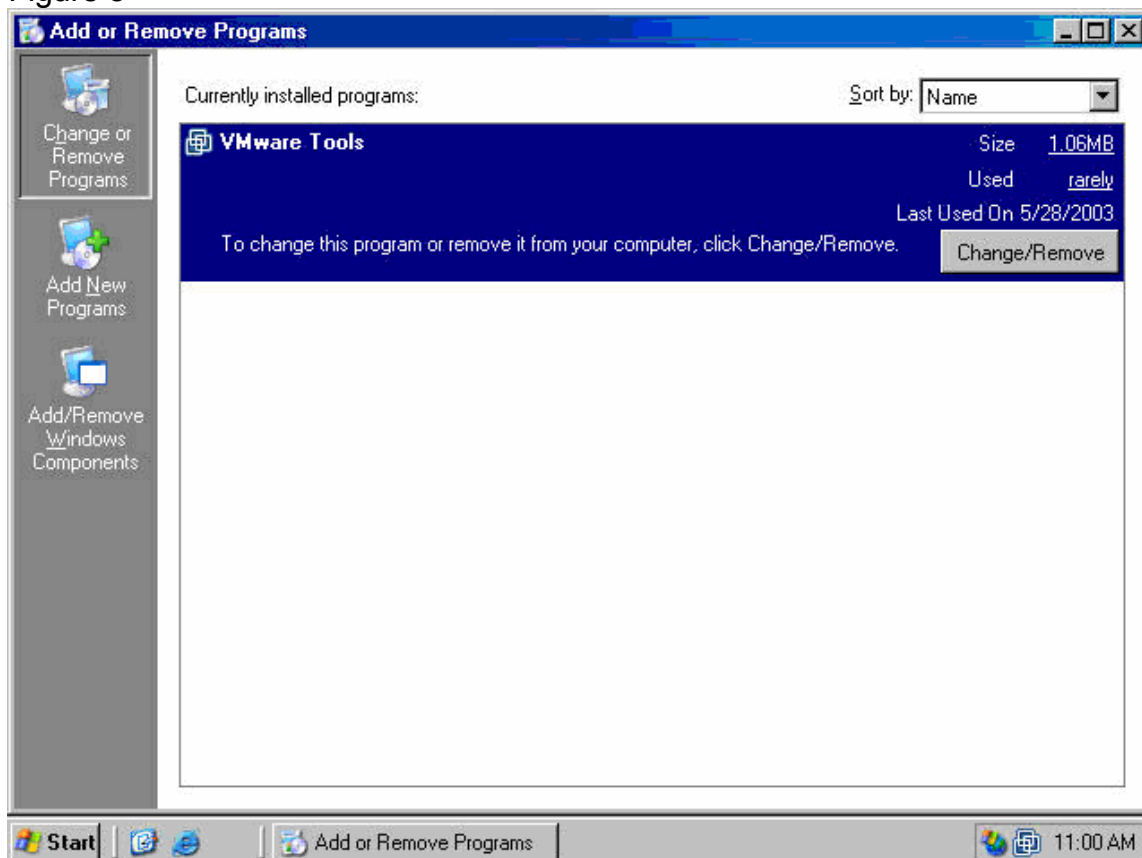 Add or Remove Programs
Change or
Remove
Programs
Add New
Programs
Add/Remove
Windows
Components
Currently installed programs:
Sort by: Name
VMware Tools
Size 1.06MB
Used rarely
Last Used On 5/28/2003
To change this program or remove it from your computer, click Change/Remove.
Change/Remove
Start
Add or Remove Programs
11:00 AM